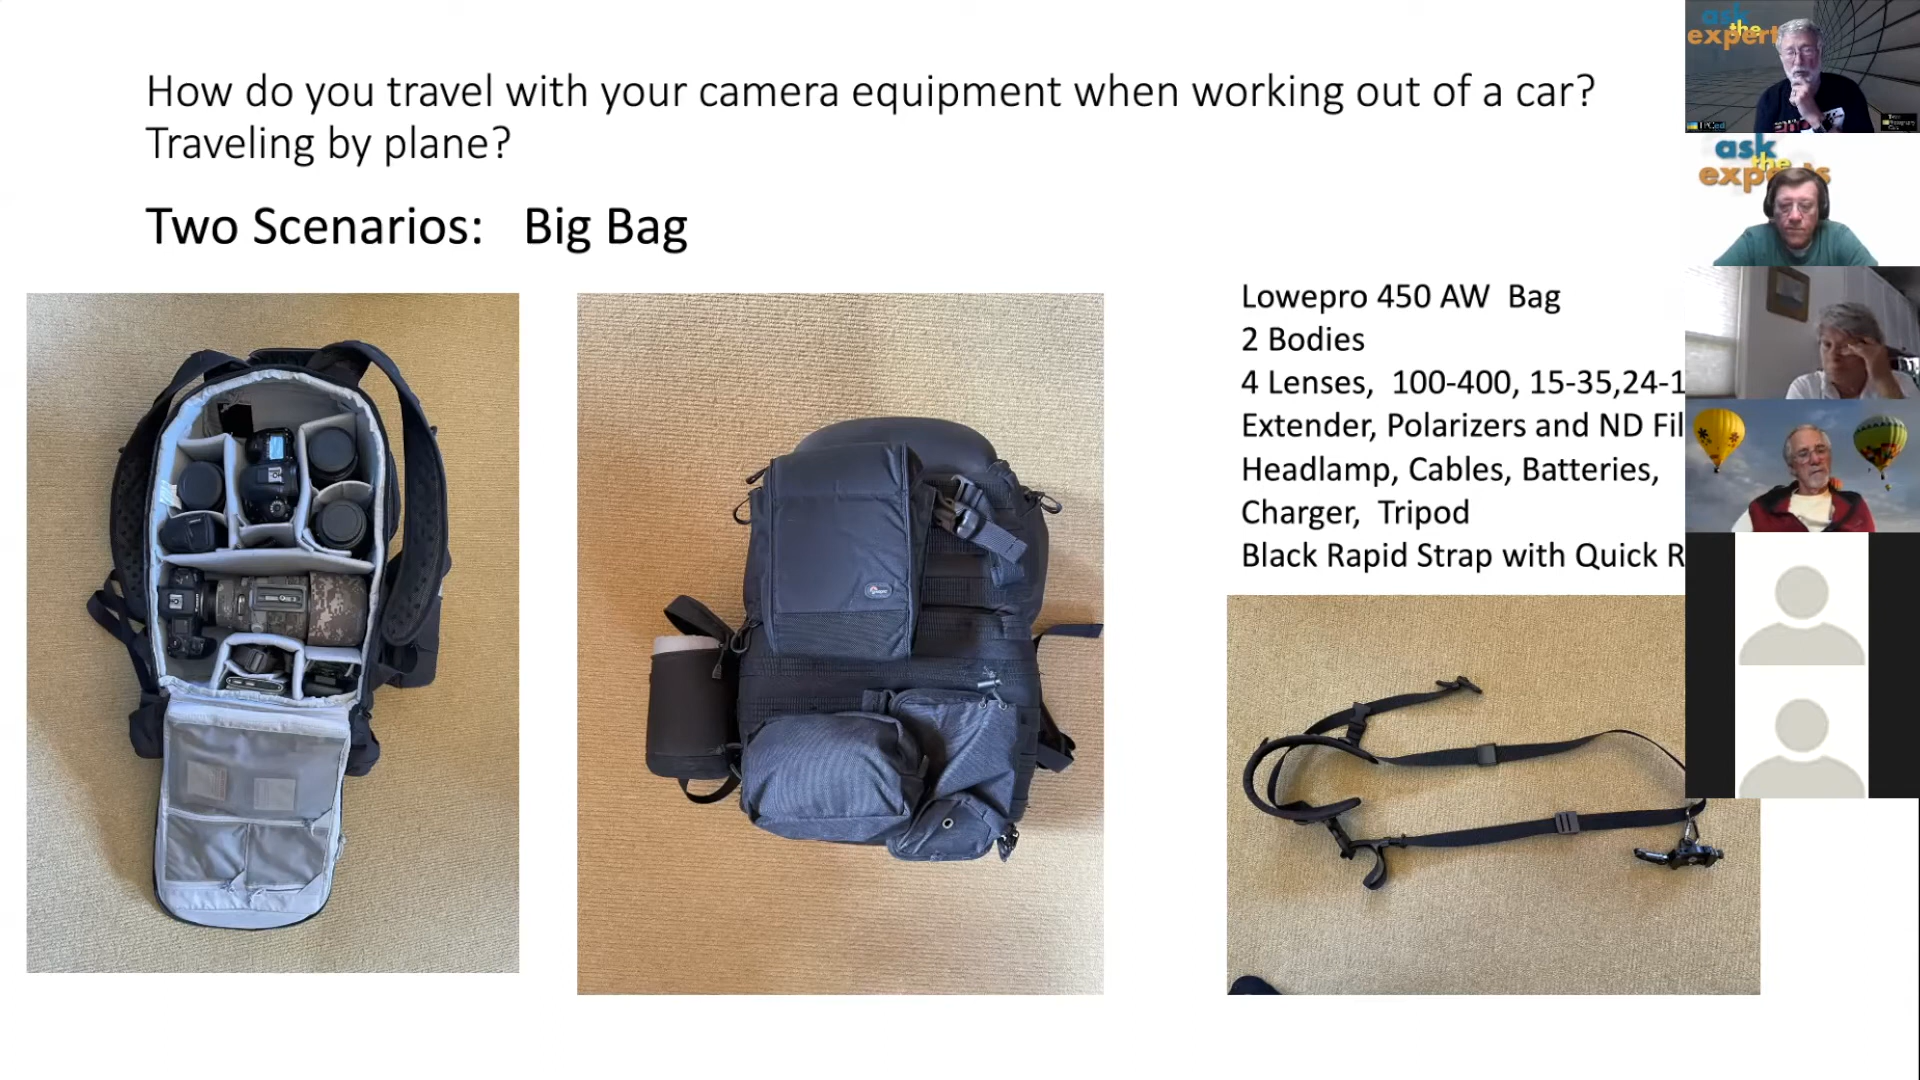 How do you travel with your camera equipment when working out of a car?
Traveling by plane?
Two Scenarios: Big Bag
Lowepro 450 AW Bag
2 Bodies
4 Lenses, 100-400, 15-35,24-1
Extender, Polarizers and ND Fil
Headlamp, Cables, Batteries,
Charger, Tripod
Black Rapid Strap with Quick R
ask
the
expert
ask
the
experts